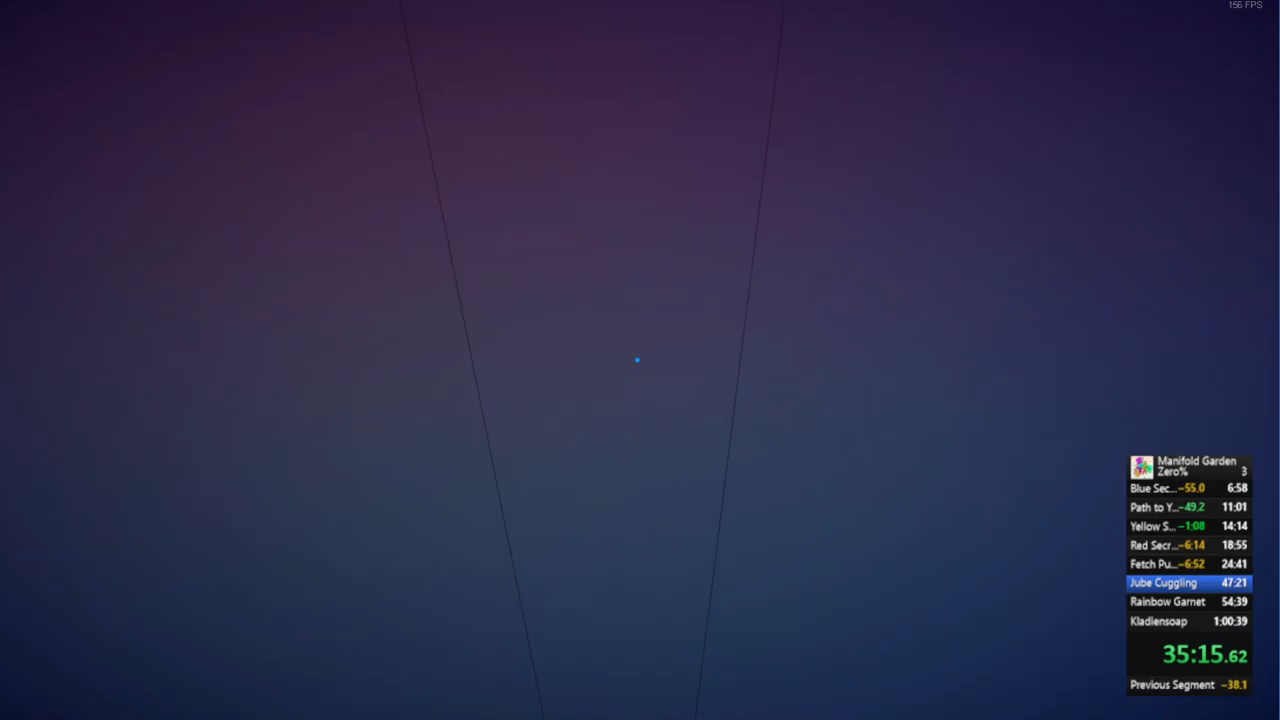 156 FPS
Manifold Garden
Zero% 3
Blue Sec... -55.0 6:58
Path to Y... -49.2 11:01
Yellow S... -1:08 14:14
Red Secr... -6:14 18:55
Fetch Pu... -6:52 24:41
Jube Cuggling 47:21
Rainbow Garnet 54:39
Kladiensoap 1:00:39
35:15.62
Previous Segment -38.1